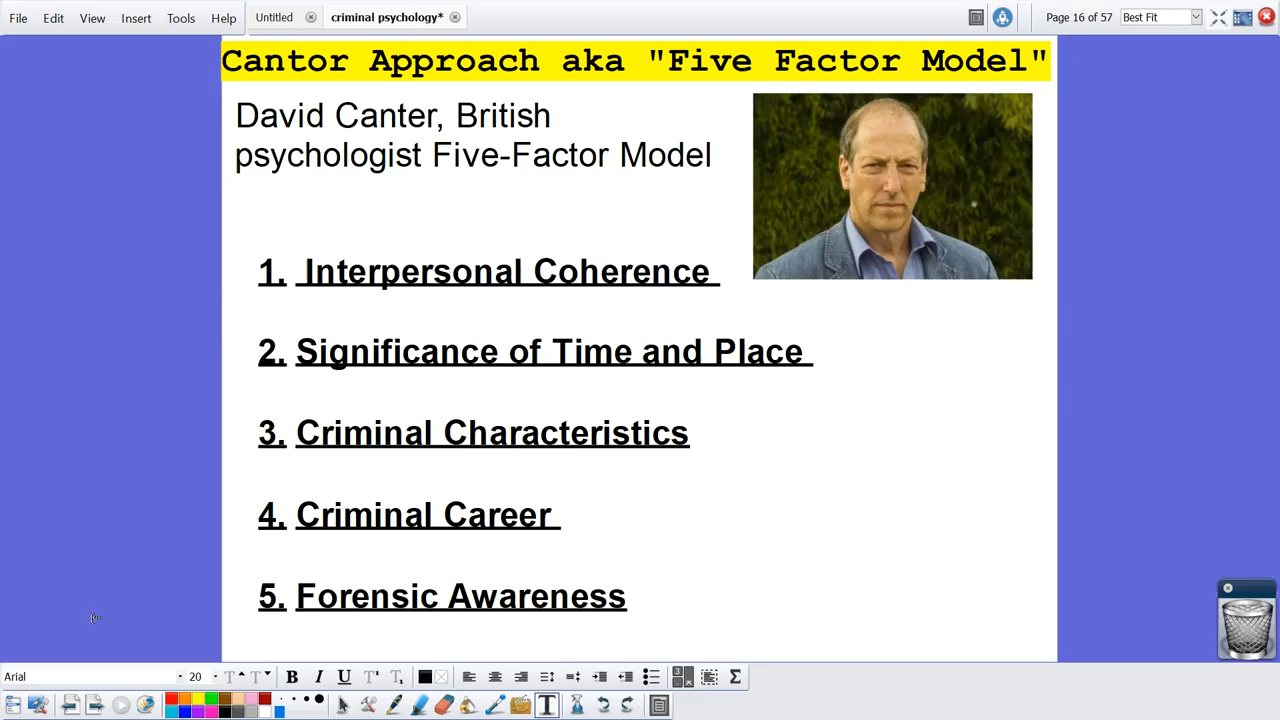 File Edit View Insert Tools Help Untitled criminal psychology* Page 16 of 57 Best Fit
Cantor Approach aka "Five Factor Model"
David Canter, British
psychologist Five-Factor Model
1. Interpersonal Coherence
2. Significance of Time and Place
3. Criminal Characteristics
4. Criminal Career
5. Forensic Awareness
Arial 20